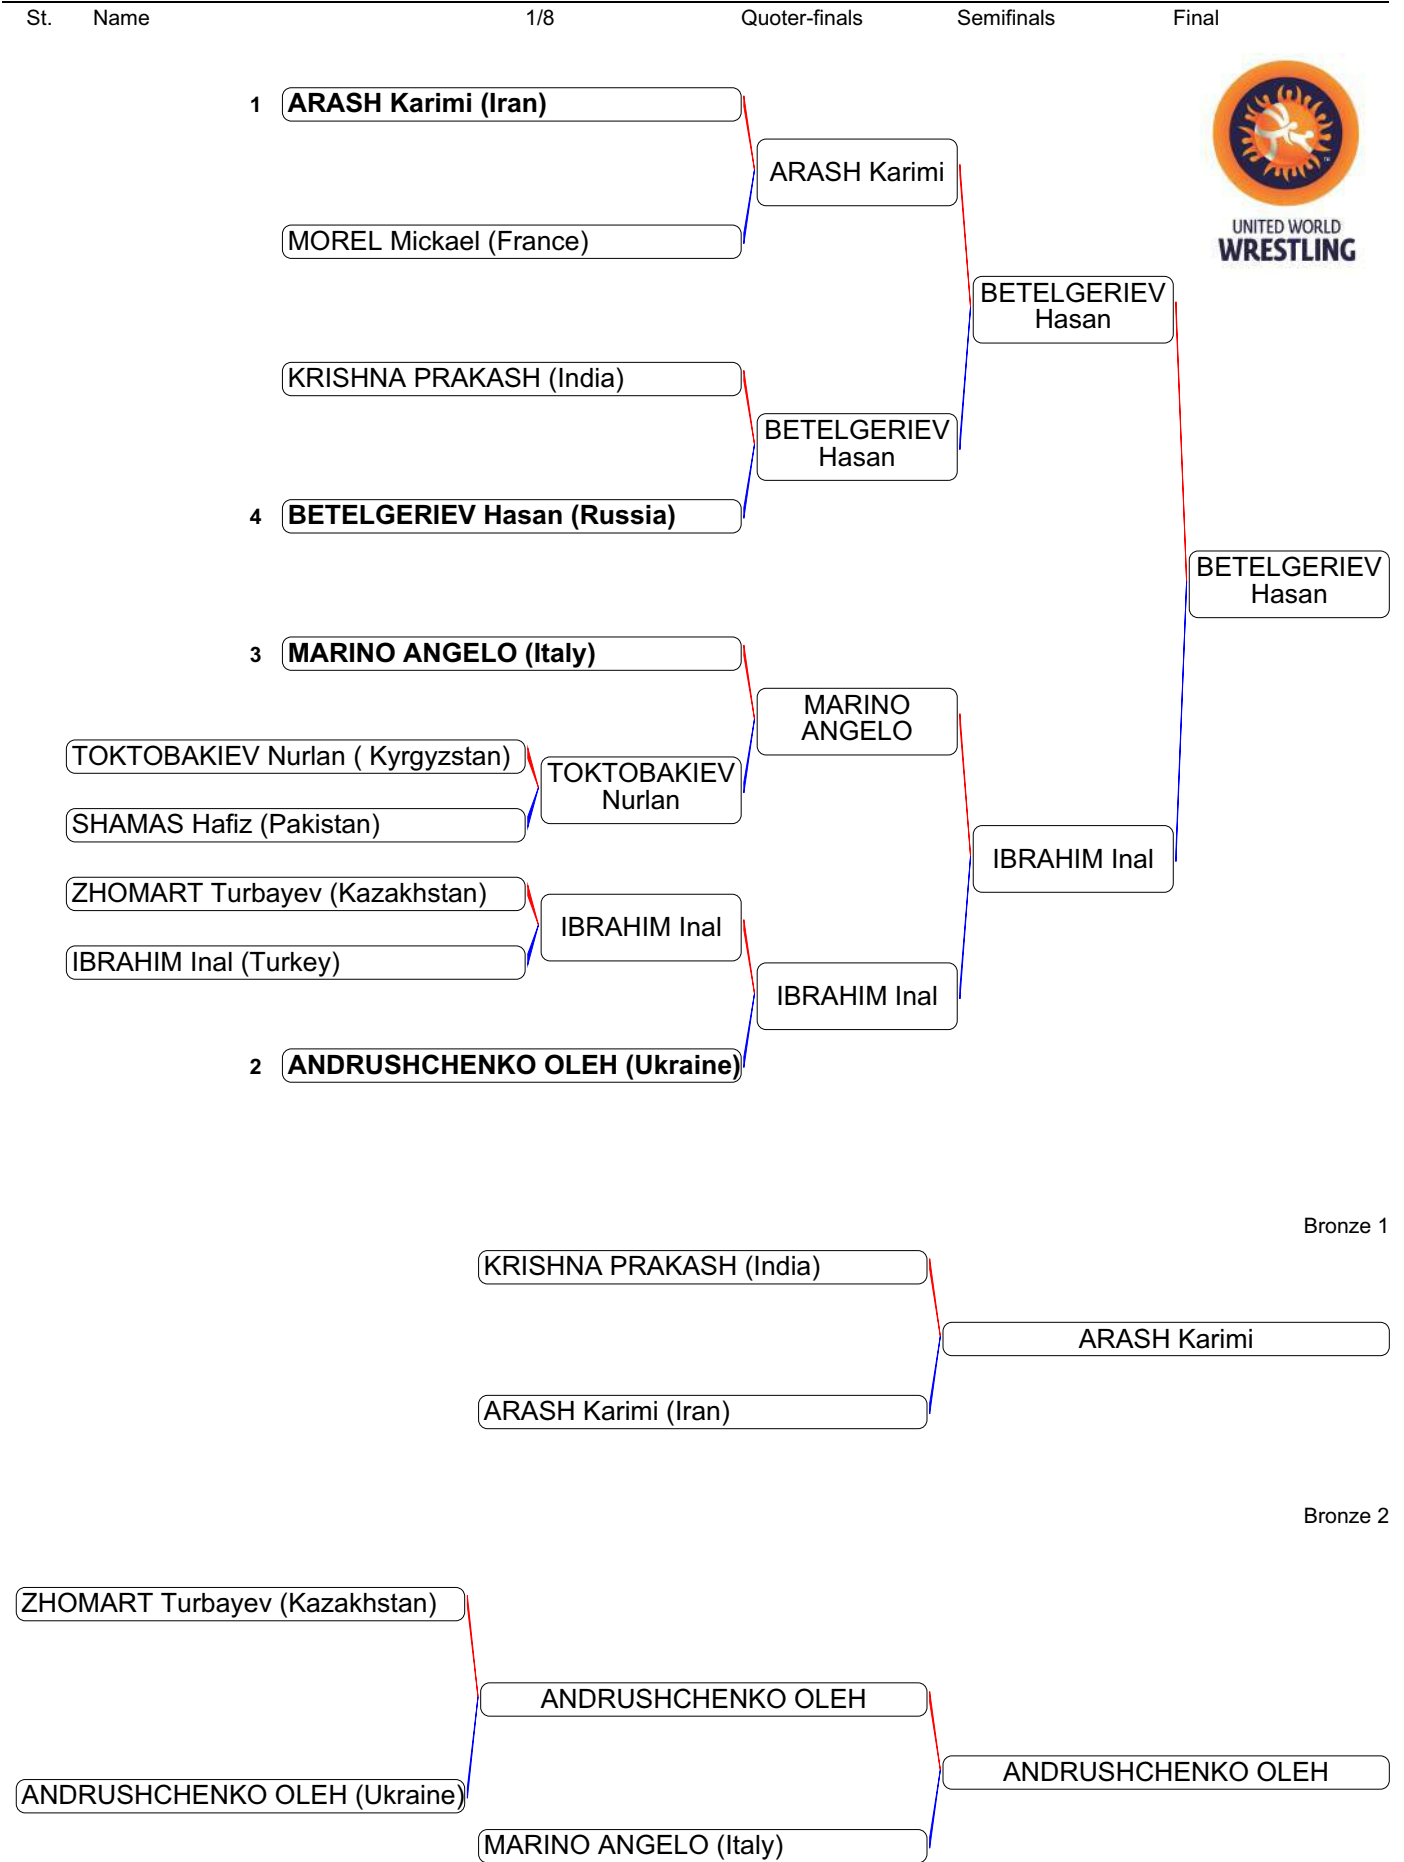 St. Name 1/8 Quoter-finals Semifinals Final
1 ARASH Karimi (Iran)
ARASH Karimi
MOREL Mickael (France)
UNITED WORLD
WRESTLING
BETELGERIEV
Hasan
KRISHNA PRAKASH (India)
BETELGERIEV
Hasan
4 BETELGERIEV Hasan (Russia)
BETELGERIEV
Hasan
3 MARINO ANGELO (Italy)
MARINO
ANGELO
TOKTOBAKIEV Nurlan ( Kyrgyzstan)
TOKTOBAKIEV
Nurlan
SHAMAS Hafiz (Pakistan)
IBRAHIM Inal
ZHOMART Turbayev (Kazakhstan)
IBRAHIM Inal
IBRAHIM Inal (Turkey)
IBRAHIM Inal
2 ANDRUSHCHENKO OLEH (Ukraine)
Bronze 1
KRISHNA PRAKASH (India)
ARASH Karimi
ARASH Karimi (Iran)
Bronze 2
ZHOMART Turbayev (Kazakhstan)
ANDRUSHCHENKO OLEH
ANDRUSHCHENKO OLEH
ANDRUSHCHENKO OLEH (Ukraine)
MARINO ANGELO (Italy)